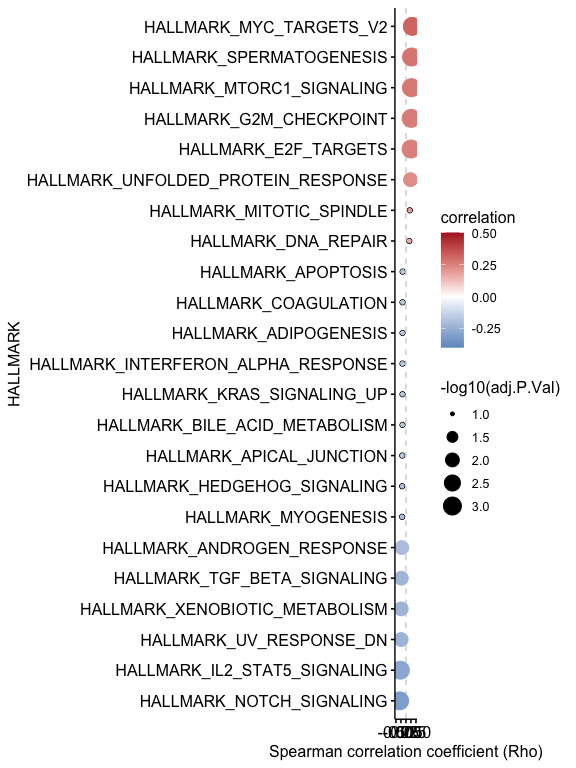 HALLMARK
HALLMARK_MYC_TARGETS_V2
HALLMARK_SPERMATOGENESIS
HALLMARK_MTORC1_SIGNALING
HALLMARK_G2M_CHECKPOINT
HALLMARK_E2F_TARGETS
HALLMARK_UNFOLDED_PROTEIN_RESPONSE
HALLMARK_MITOTIC_SPINDLE
HALLMARK_DNA_REPAIR
HALLMARK_APOPTOSIS
HALLMARK_COAGULATION
HALLMARK_ADIPOGENESIS
HALLMARK_INTERFERON_ALPHA_RESPONSE
HALLMARK_KRAS_SIGNALING_UP
HALLMARK_BILE_ACID_METABOLISM
HALLMARK_APICAL_JUNCTION
HALLMARK_HEDGEHOG_SIGNALING
HALLMARK_MYOGENESIS
HALLMARK_ANDROGEN_RESPONSE
HALLMARK_TGF_BETA_SIGNALING
HALLMARK_XENOBIOTIC_METABOLISM
HALLMARK_UV_RESPONSE_DN
HALLMARK_IL2_STAT5_SIGNALING
HALLMARK_NOTCH_SIGNALING
Spearman correlation coefficient (Rho)
correlation
0.50
0.25
0.00
-0.25
-log10(adj.P.Val)
1.0
1.5
2.0
2.5
3.0